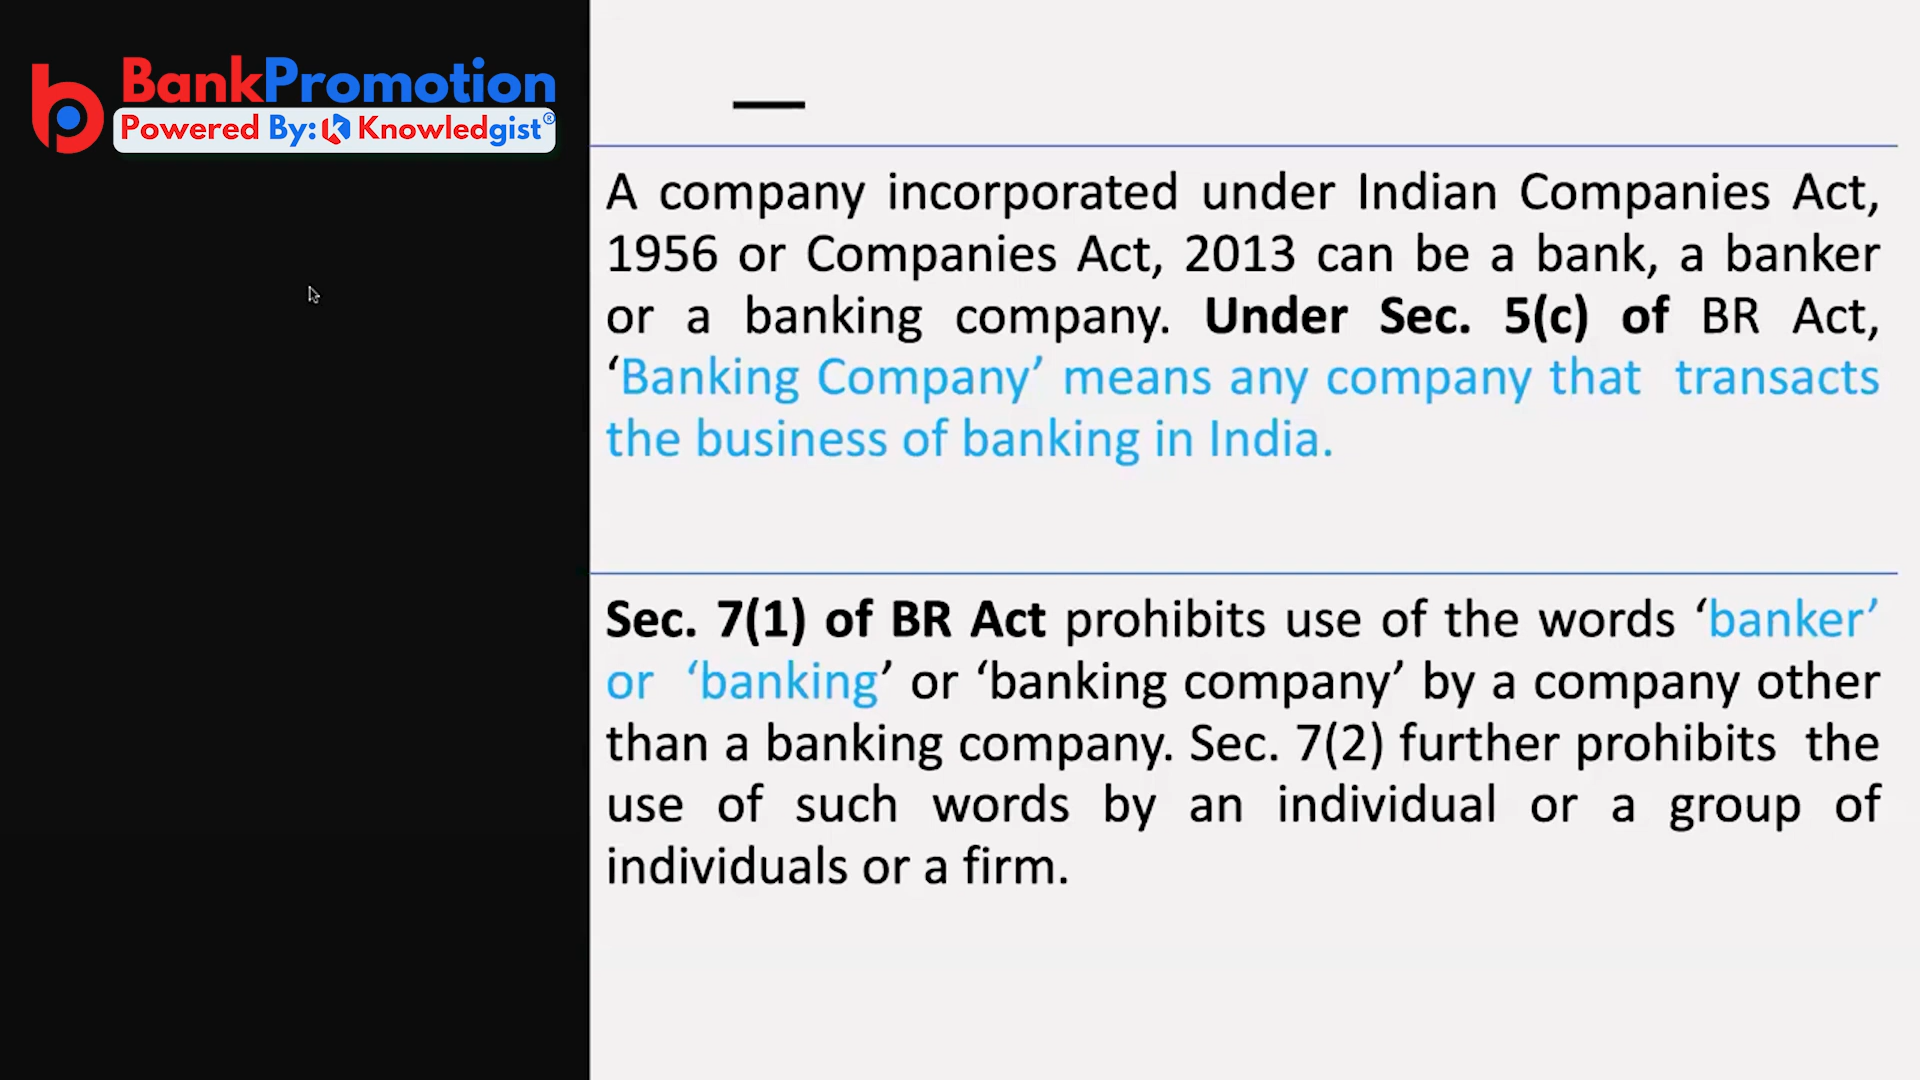 BankPromotion
Powered By: Knowledgist®
A company incorporated under Indian Companies Act,
1956 or Companies Act, 2013 can be a bank, a banker
or a banking company. Under Sec. 5(c) of BR Act,
‘Banking Company’ means any company that transacts
the business of banking in India.
Sec. 7(1) of BR Act prohibits use of the words ‘banker’
or ‘banking’ or ‘banking company’ by a company other
than a banking company. Sec. 7(2) further prohibits the
use of such words by an individual or a group of
individuals or a firm.